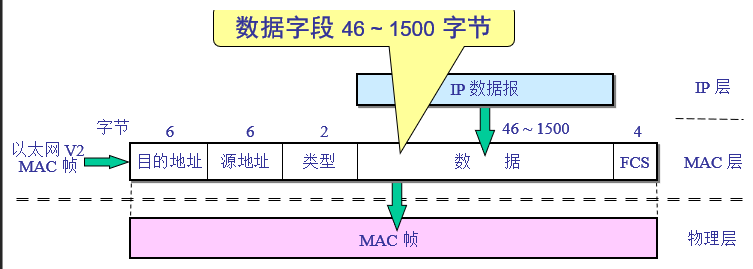 数据字段 46 ~ 1500 字节
IP 数据报
IP 层
字节
6
6
2
46 ~ 1500
4
以太网 V2
MAC 帧
目的地址
源地址
类型
数 据
FCS
MAC 层
MAC 帧
物理层